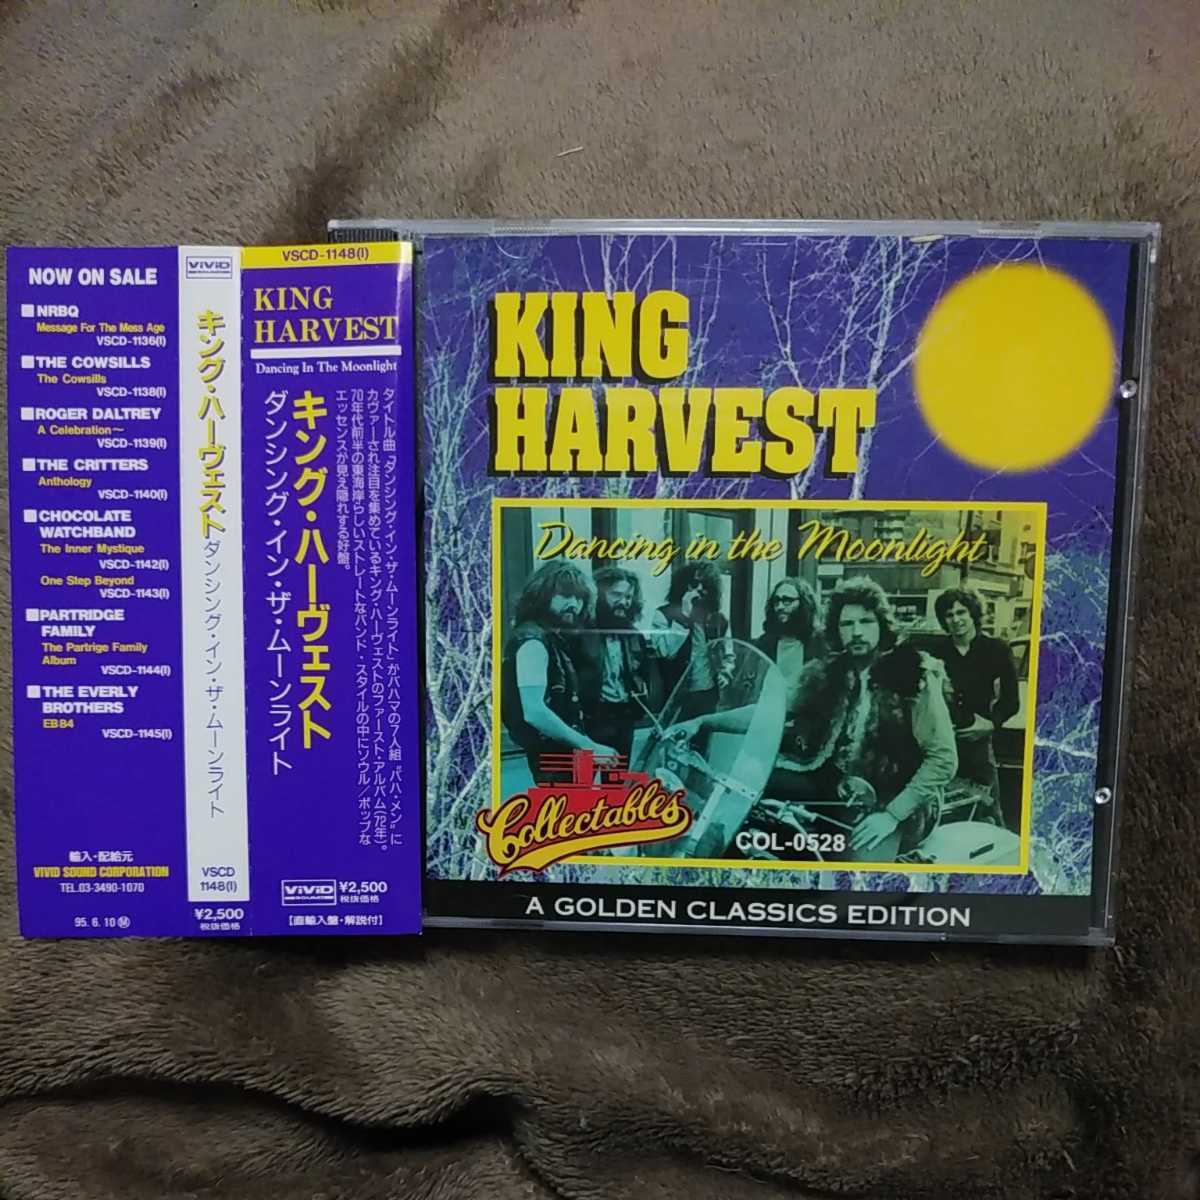 NOW ON SALE
■NRBQ
Message For The Mess Age
VSCD-1136(I)
■THE COWSILLS
The Cowsills
VSCD-1138(I)
■ROGER DALTREY
A Celebration〜
VSCD-1139(I)
■THE CRITTERS
Anthology
VSCD-1140(I)
■CHOCOLATE
WATCHBAND
The Inner Mystique
VSCD-1142(I)
One Step Beyond
VSCD-1143(I)
■PARTRIDGE
FAMILY
The Partrige Family
Album
VSCD-1144(I)
■THE EVERLY
BROTHERS
EB84
VSCD-1145(I)
輸入・配給元
VIVID SOUND CORPORATION
TEL.03-3490-1070
95. 6. 10 Ⓜ
VIVID
SOUND
キング・ハーヴェスト ダンシング・イン・ザ・ムーンライト
VSCD
1148(I)
¥2,500
税抜価格
VSCD-1148(I)
KING
HARVEST
Dancing In The Moonlight
タイトル曲「ダンシング・イン・ザ・ムーンライト」がバハマの7人組“バハ・メン”に
カヴァーされ注目を集めているキング・ハーヴェストのファースト・アルバム(72年)。
70年代前半の東海岸らしいストレートなバンド・スタイルの中にソウル/ポップな
エッセンスが見え隠れする好盤。
キング・ハーヴェスト
ダンシング・イン・ザ・ムーンライト
VIVID
SOUND
¥2,500
税抜価格
【直輸入盤・解説付】
KING
HARVEST
Dancing in the Moonlight
Collectables
COL-0528
A GOLDEN CLASSICS EDITION